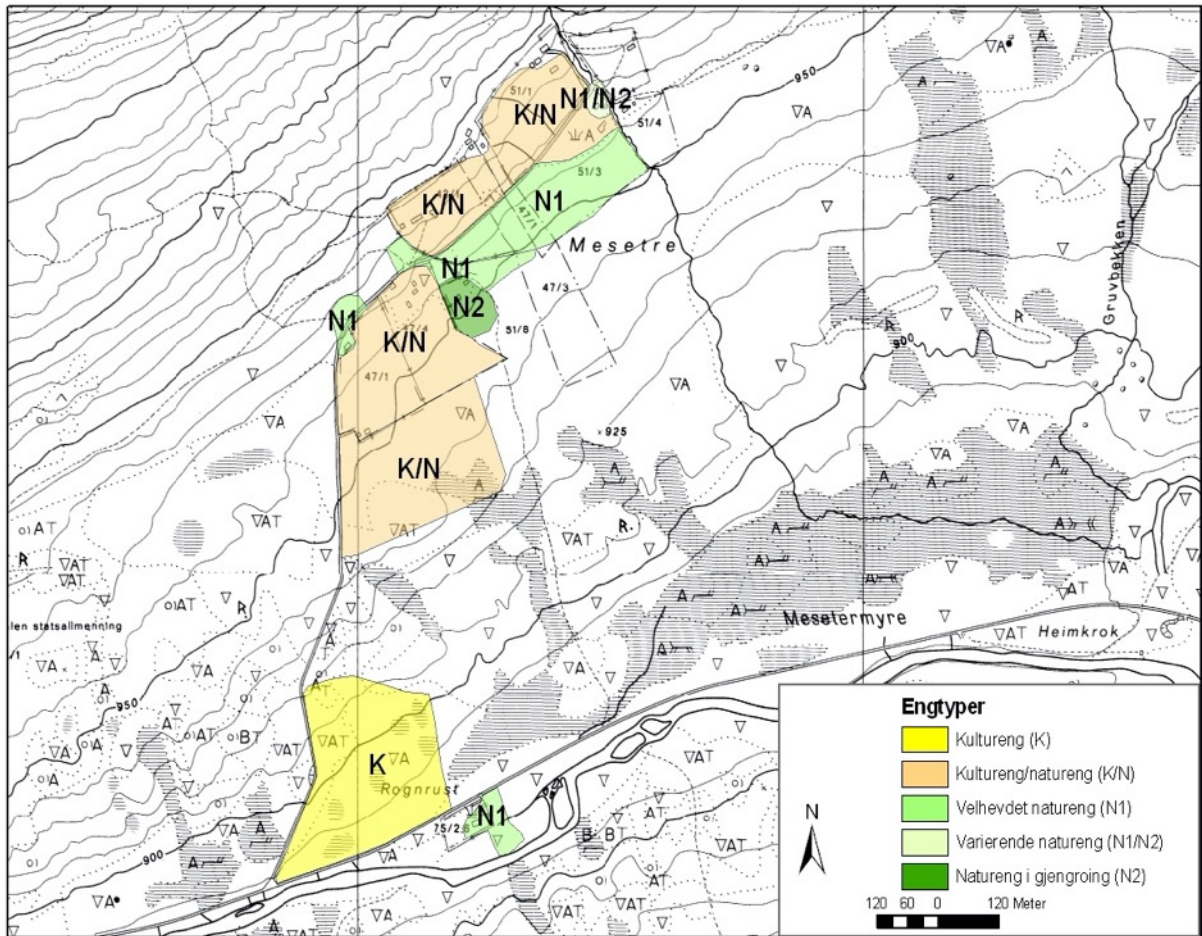 51/1
K/N
N1/N2
51/4
950
Gruvbekken
51/3
N1
K/N
47/1
Mesetre
N1
47/3
N2
N1
51/8
K/N
47/4
47/1
900
925
K/N
len statsallmenning
Mesetermyre
Heimkrok
950
K
Rognrust
N1
900
Engtyper
Kultureng (K)
Kultureng/natureng (K/N)
Velhevdet natureng (N1)
Varierende natureng (N1/N2)
Natureng i gjengroing (N2)
N
120 60 0 120 Meter